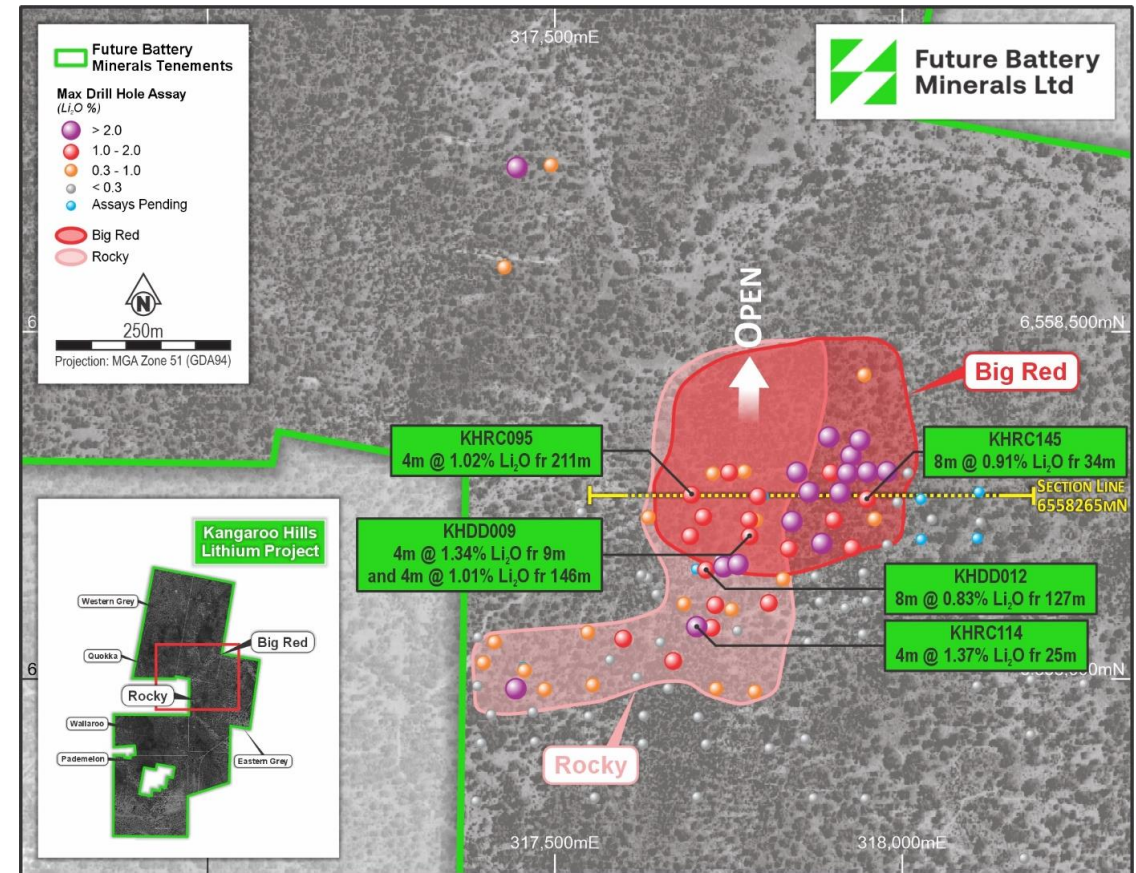 Future Battery
Minerals Tenements
Max Drill Hole Assay
(Li₂O %)
> 2.0
1.0 - 2.0
0.3 - 1.0
< 0.3
Assays Pending
Big Red
Rocky
N
250m
Projection: MGA Zone 51 (GDA94)
317,500mE
Future Battery
Minerals Ltd
6
6,558,500mN
OPEN
Big Red
KHRC095
4m @ 1.02% Li₂O fr 211m
KHRC145
8m @ 0.91% Li₂O fr 34m
SECTION LINE
6558265MN
KHDD009
4m @ 1.34% Li₂O fr 9m
and 4m @ 1.01% Li₂O fr 146m
KHDD012
8m @ 0.83% Li₂O fr 127m
KHRC114
4m @ 1.37% Li₂O fr 25m
6
Rocky
317,500mE
318,000mE
Kangaroo Hills
Lithium Project
Western Grey
Big Red
Quokka
Rocky
Wallaroo
Pademelon
Eastern Grey